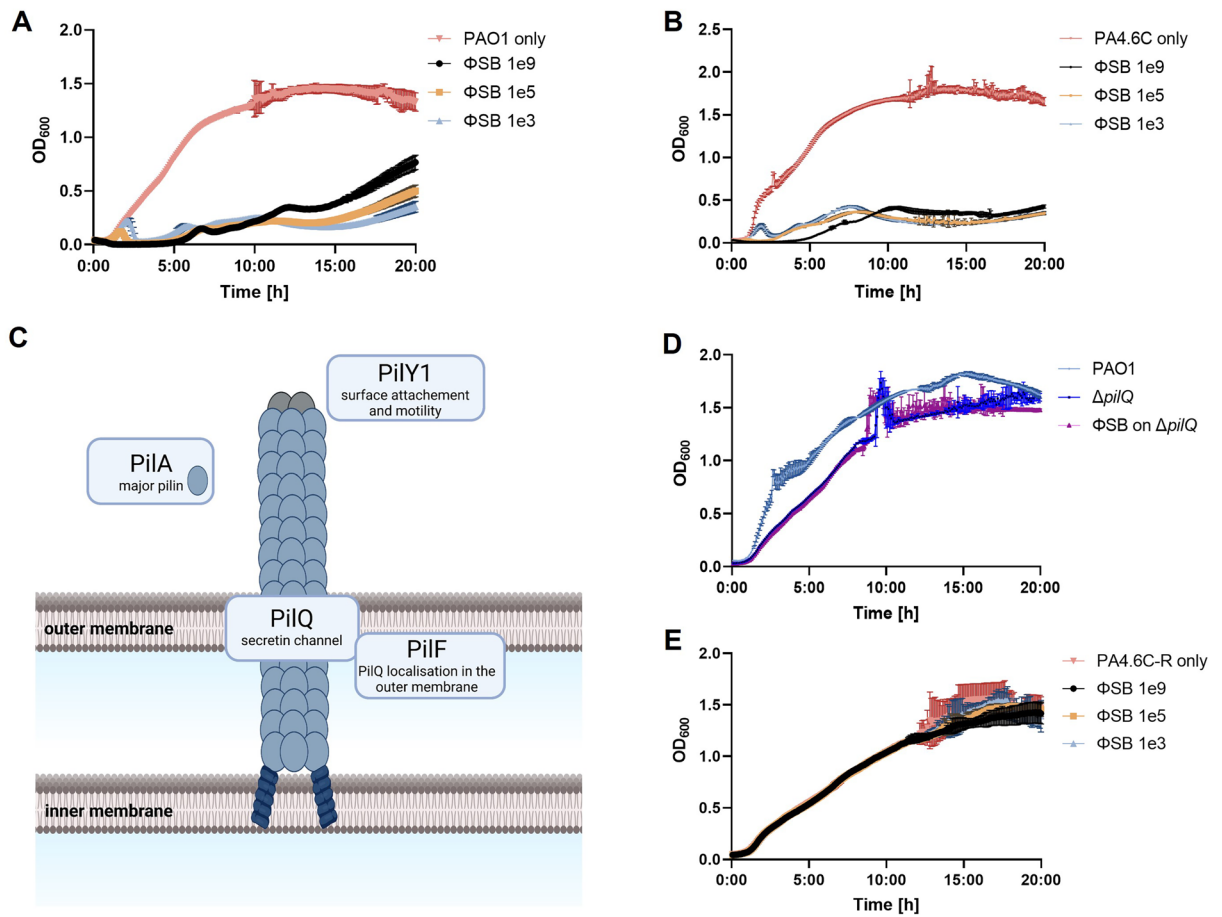 A
OD600
2.0
1.5
1.0
0.5
0.0
0:00 5:00 10:00 15:00 20:00
Time [h]
PAO1 only
ΦSB 1e9
ΦSB 1e5
ΦSB 1e3
B
OD600
2.5
2.0
1.5
1.0
0.5
0.0
0:00 5:00 10:00 15:00 20:00
Time [h]
PA4.6C only
ΦSB 1e9
ΦSB 1e5
ΦSB 1e3
C
PilY1
surface attachement
and motility
PilA
major pilin
PilQ
secretin channel
PilF
PilQ localisation in the
outer membrane
outer membrane
inner membrane
D
OD600
2.0
1.5
1.0
0.5
0.0
0:00 5:00 10:00 15:00 20:00
Time [h]
PAO1
ΔpilQ
ΦSB on ΔpilQ
E
OD600
2.0
1.5
1.0
0.5
0.0
0:00 5:00 10:00 15:00 20:00
Time [h]
PA4.6C-R only
ΦSB 1e9
ΦSB 1e5
ΦSB 1e3